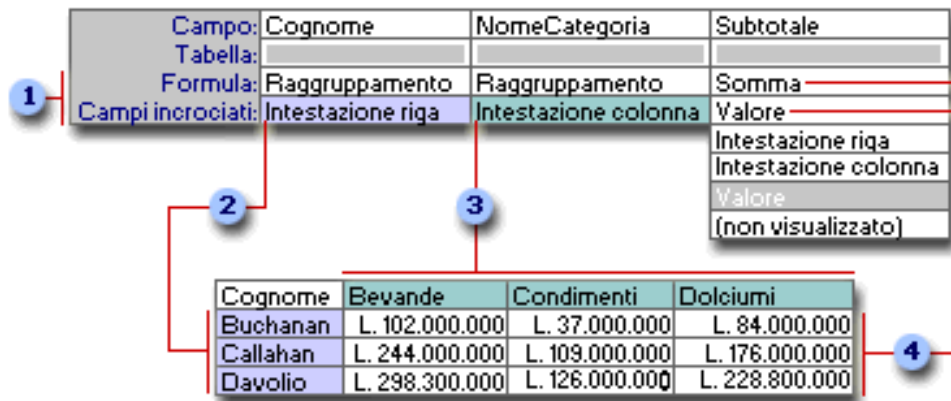 Campo: Cognome NomeCategoria Subtotale
Tabella:
Formula: Raggruppamento Raggruppamento Somma
1
Campi incrociati: Intestazione riga Intestazione colonna Valore
Intestazione riga
Intestazione colonna
Valore
(non visualizzato)
2 3
Cognome Bevande Condimenti Dolciumi
Buchanan L. 102.000.000 L. 37.000.000 L. 84.000.000
Callahan L. 244.000.000 L. 109.000.000 L. 176.000.000
4
Davolio L. 298.300.000 L. 126.000.000 L. 228.800.000